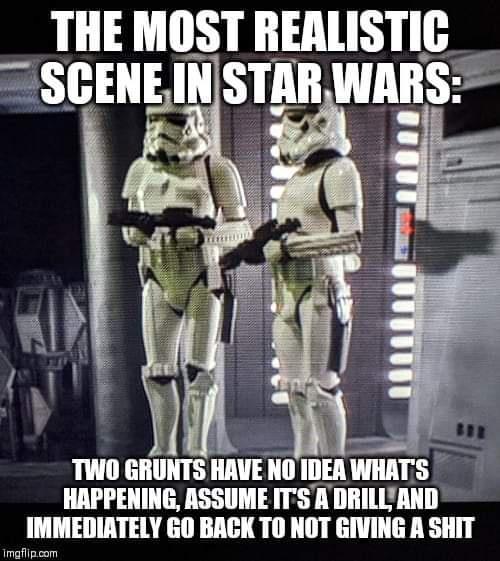 THE MOST REALISTIC
SCENE IN STAR WARS:
TWO GRUNTS HAVE NO IDEA WHAT'S
HAPPENING, ASSUME IT'S A DRILL, AND
IMMEDIATELY GO BACK TO NOT GIVING A SHIT
imgflip.com